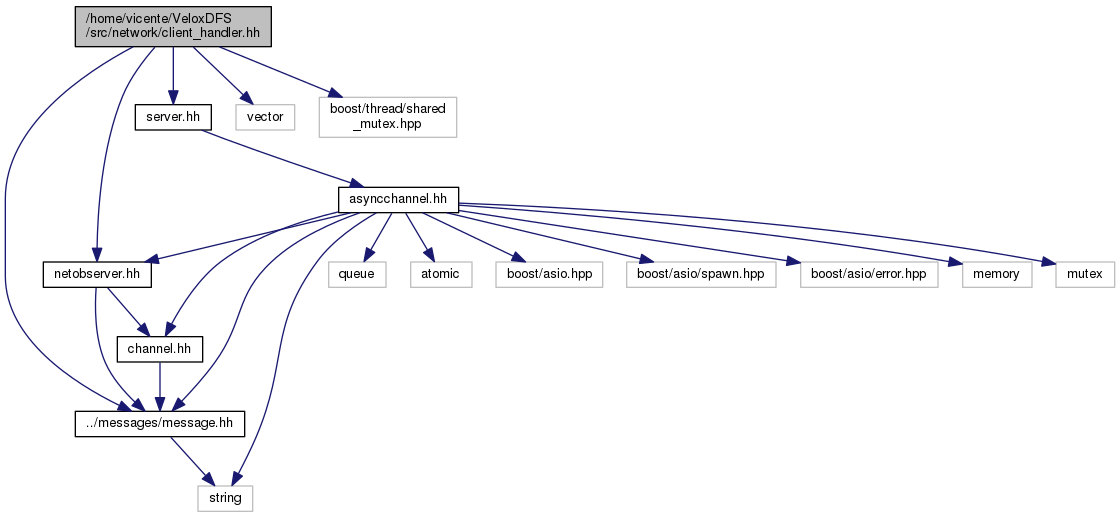 /home/vicente/VeloxDFS
/src/network/client_handler.hh
server.hh
vector
boost/thread/shared
_mutex.hpp
asyncchannel.hh
netobserver.hh
queue
atomic
boost/asio.hpp
boost/asio/spawn.hpp
boost/asio/error.hpp
memory
mutex
channel.hh
../messages/message.hh
string